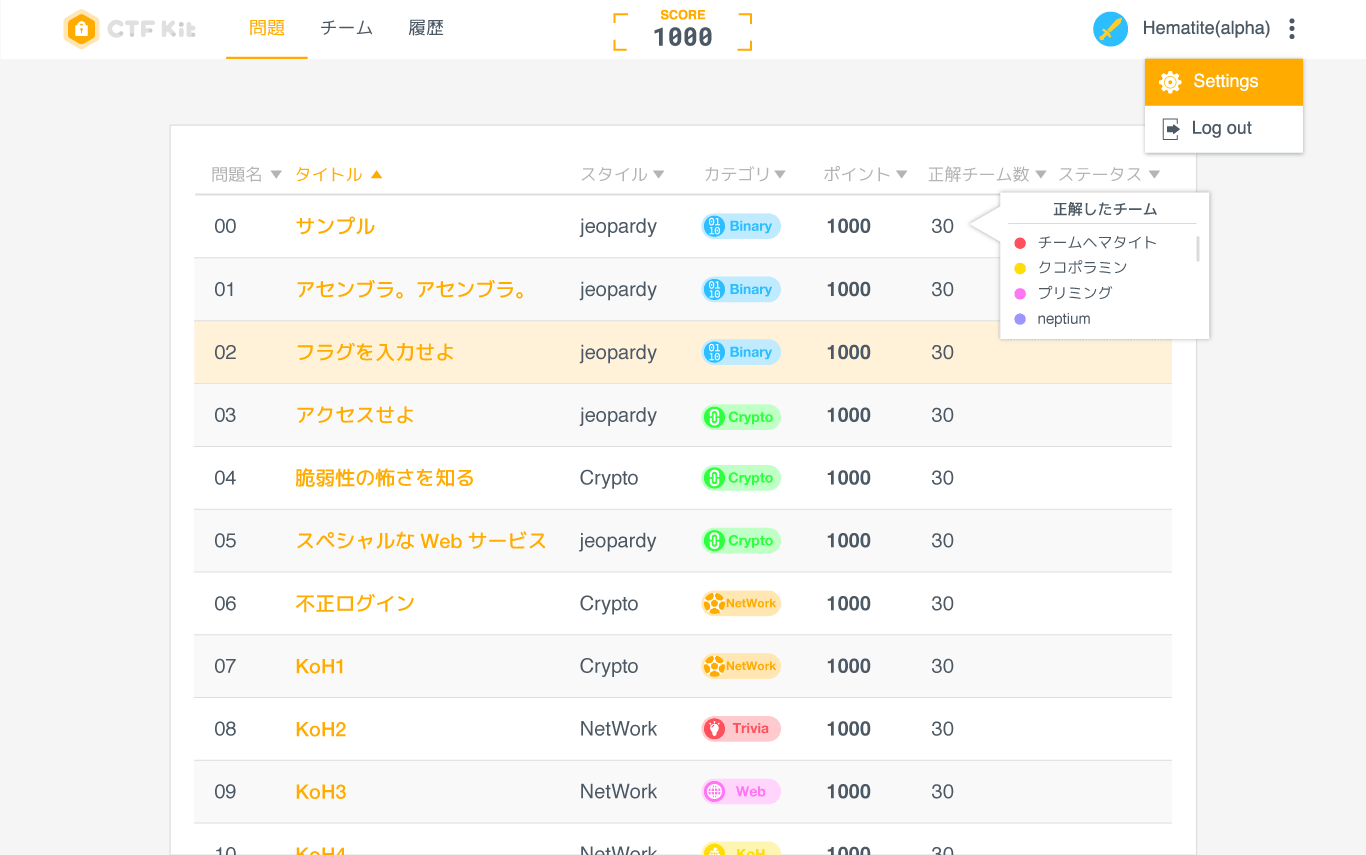 CTF Kit 問題 チーム 履歴 SCORE Hematite(alpha)
1000
Settings
Log out
問題名 タイトル スタイル カテゴリ ポイント 正解チーム数 ステータス
正解したチーム
チームヘマタイト
クコポラミン
プリミング
neptium
00 サンプル jeopardy Binary 1000 30
01 アセンブラ。アセンブラ。 jeopardy Binary 1000 30
02 フラグを入力せよ jeopardy Binary 1000 30
03 アクセスせよ jeopardy Crypto 1000 30
04 脆弱性の怖さを知る Crypto Crypto 1000 30
05 スペシャルな Web サービス jeopardy Crypto 1000 30
06 不正ログイン Crypto NetWork 1000 30
07 KoH1 Crypto NetWork 1000 30
08 KoH2 NetWork Trivia 1000 30
09 KoH3 NetWork Web 1000 30
10 KoH4 NetWork KoH 1000 30